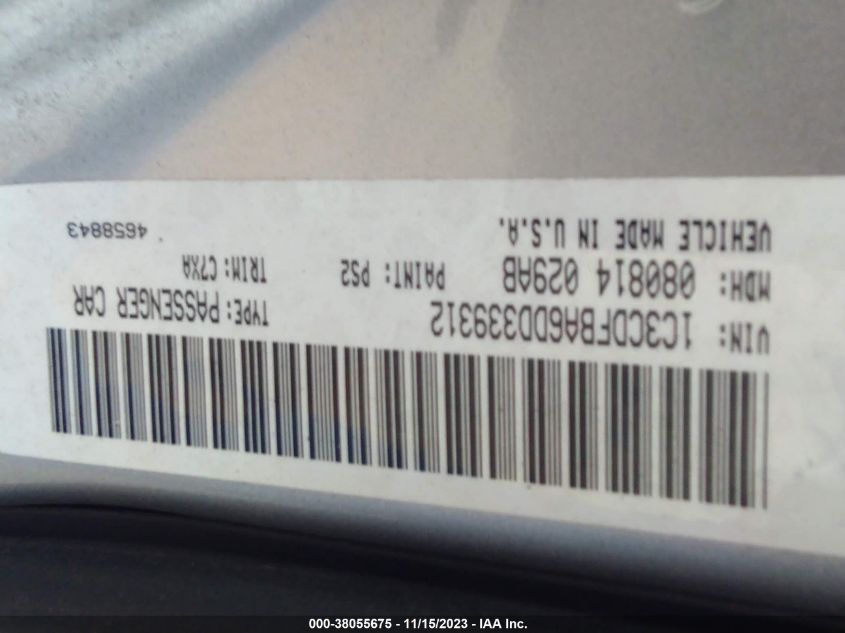 VIN: 1C3CDFBA6DD339312 TYPE: PASSENGER CAR
MDH: 080814 029AB PAINT: PS2 TRIM: C7XA
VEHICLE MADE IN U.S.A. 4658843
000-38055675 - 11/15/2023 - IAA Inc.